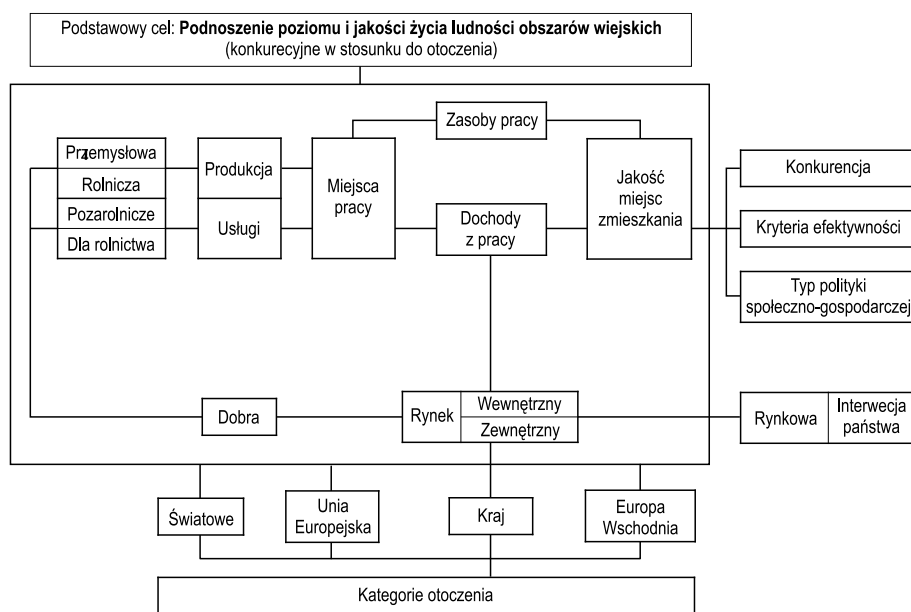 Podstawowy cel: Podnoszenie poziomu i jakości życia ludności obszarów wiejskich
(konkurecyjne w stosunku do otoczenia)
Zasoby pracy
Przemysłowa
Rolnicza
Pozarolnicze
Dla rolnictwa
Produkcja
Usługi
Miejsca
pracy
Dochody
z pracy
Jakość
miejsc
zmieszkania
Konkurencja
Kryteria efektywności
Typ polityki
społeczno-gospodarczej
Dobra
Rynek
Wewnętrzny
Zewnętrzny
Rynkowa
Interwecja
państwa
Światowe
Unia
Europejska
Kraj
Europa
Wschodnia
Kategorie otoczenia